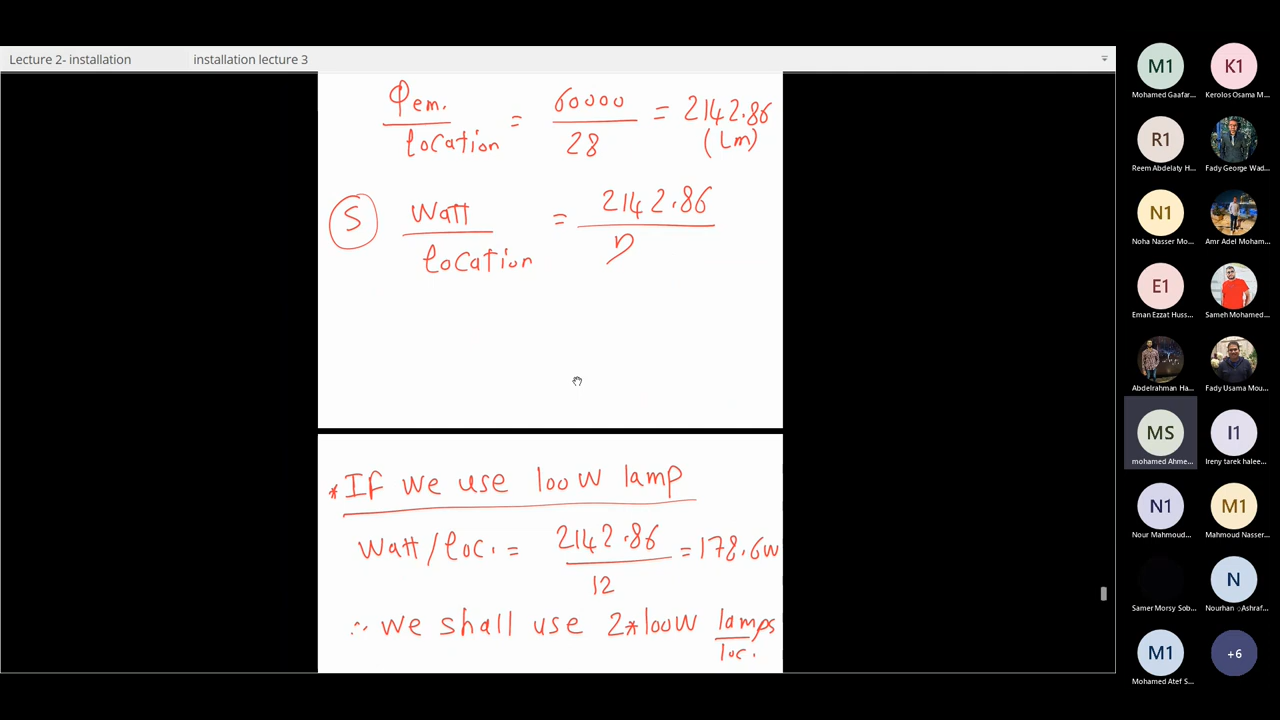 Lecture 2- installation
installation lecture 3
Φem. / location = 60000 / 28 = 2142.86 (Lm)
5 Watt / location = 2142.86 / η
* If we use 100W lamp
Watt/loc. = 2142.86 / 12 = 178.6W
∴ We shall use 2*100W lamps / loc.
M1
Mohamed Gaafar...
K1
Kerolos Osama M...
R1
Reem Abdelaty H...
Fady George Wad...
N1
Noha Nasser Mo...
Amr Adel Moham...
E1
Eman Ezzat Huss...
Sameh Mohamed...
Abdelrahman Ha...
Fady Usama Mou...
MS
mohamed Ahme...
I1
Ireny tarek halee...
N1
Nour Mahmoud...
M1
Mahmoud Nasser...
Samer Morsy Sob...
N
Nourhan Ashraf...
M1
Mohamed Atef S...
+6